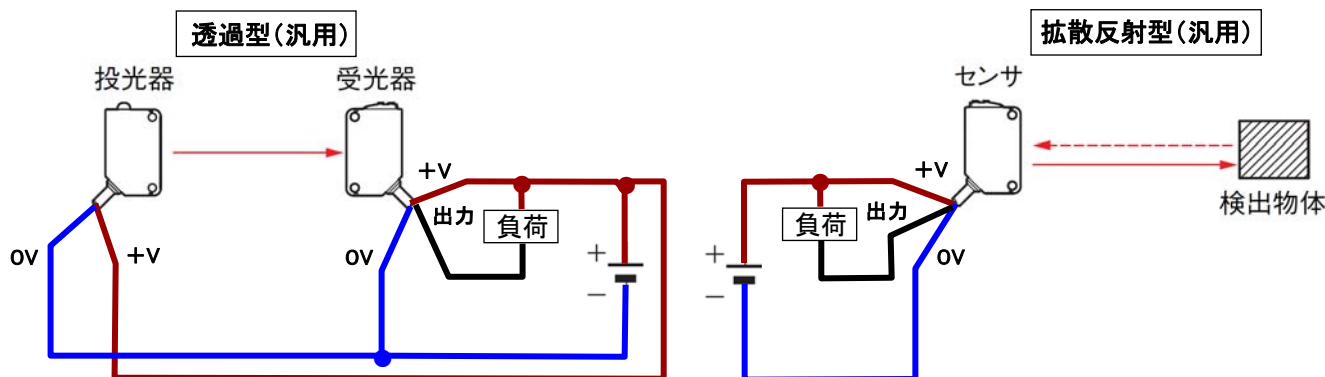 透過型(汎用)
投光器
受光器
+V
出力
負荷
0V
0V
+V
+
−
拡散反射型(汎用)
センサ
+V
出力
負荷
0V
+
−
検出物体